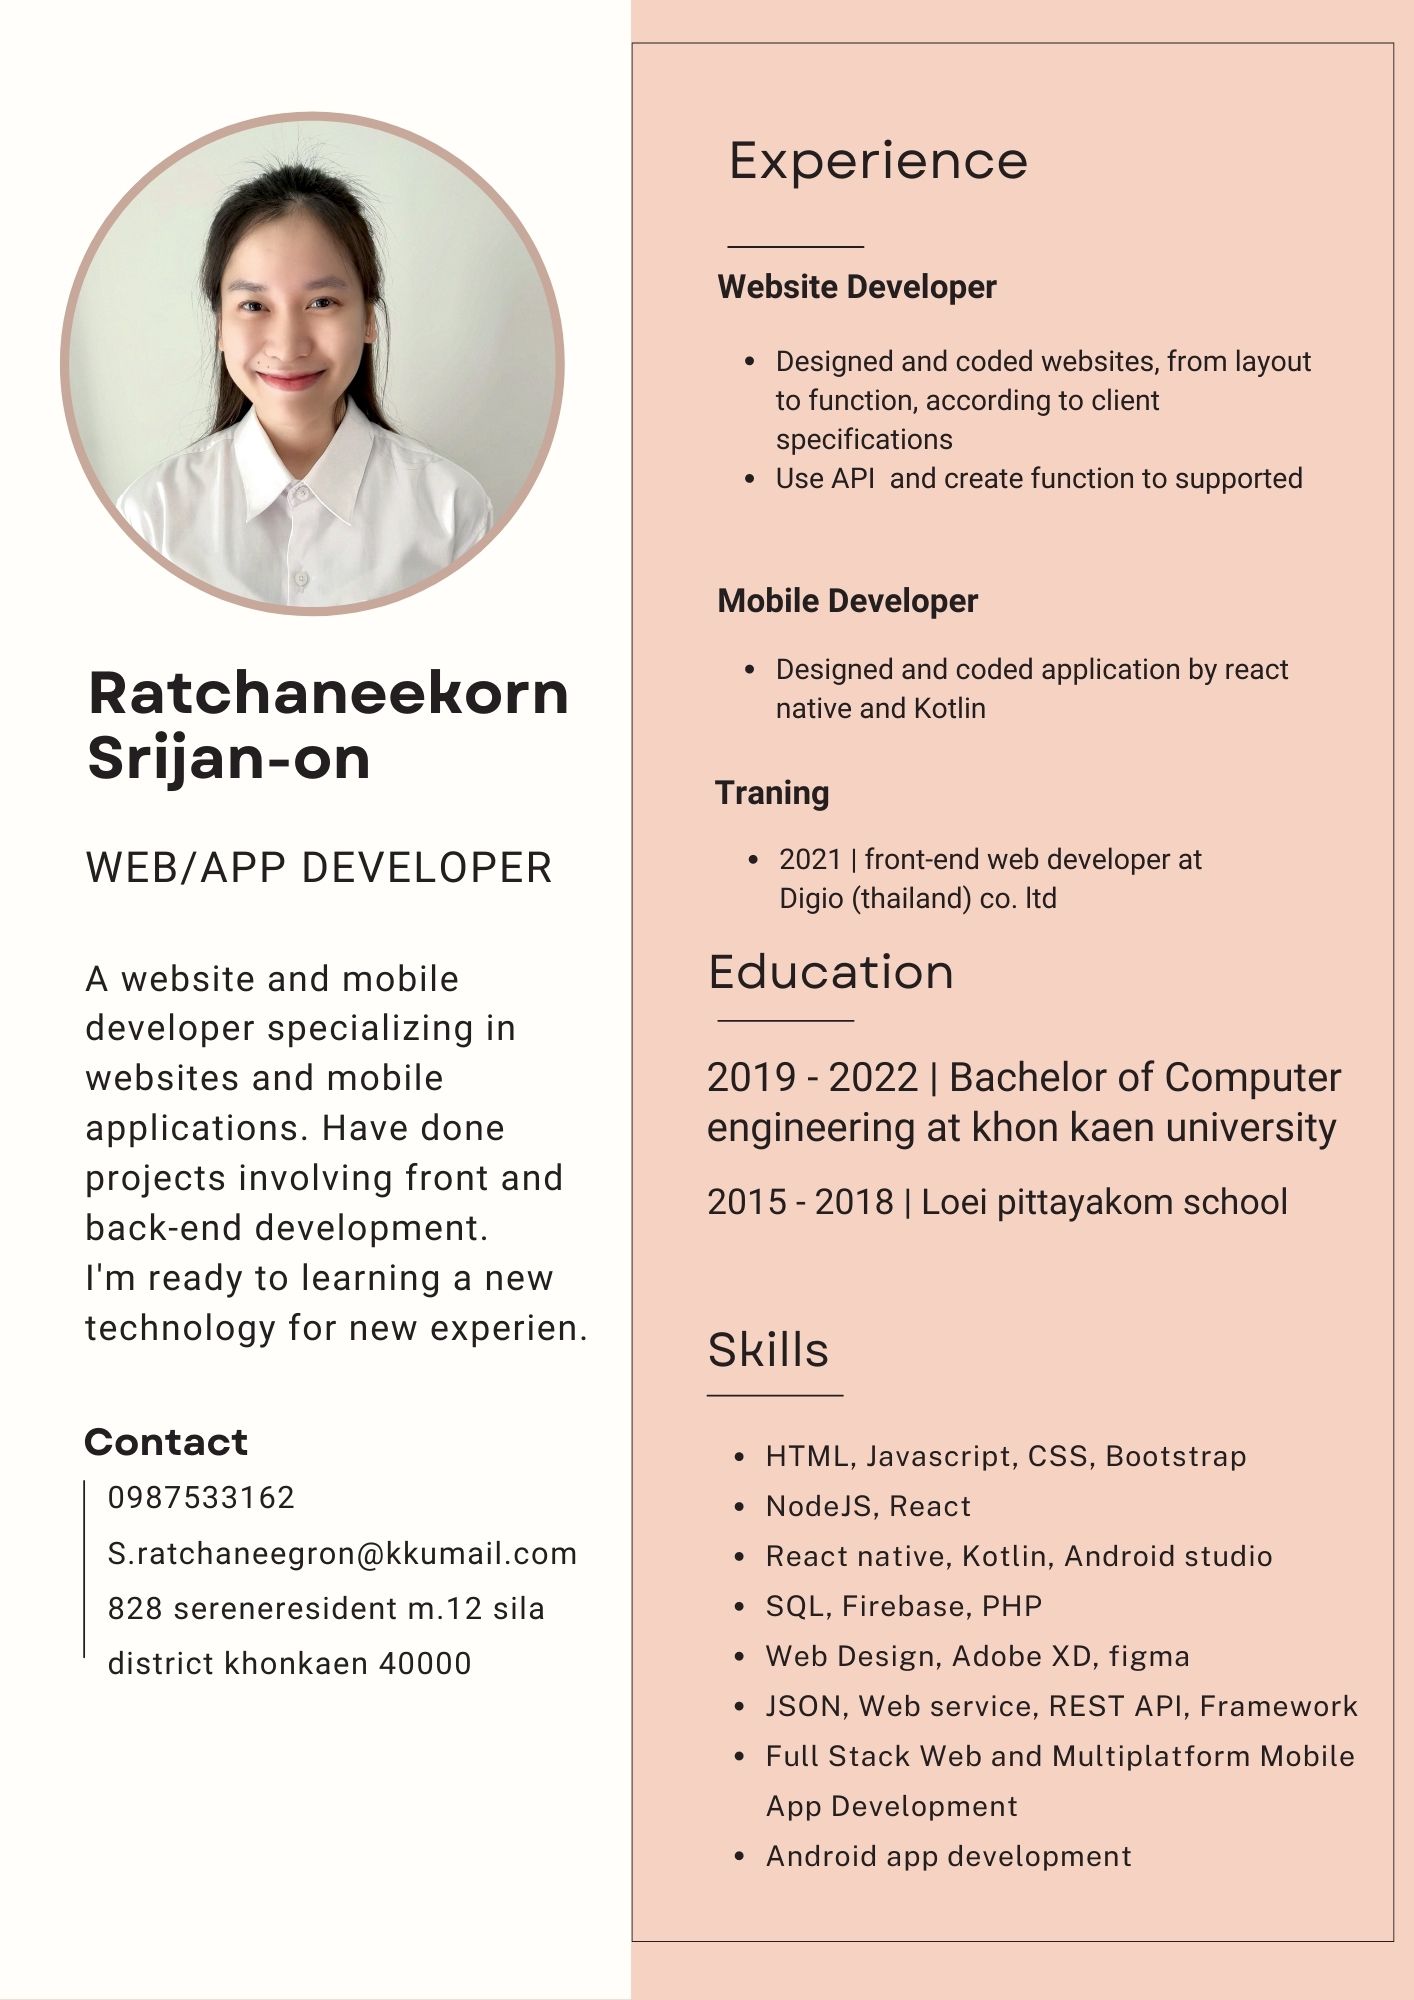 Ratchaneekorn
Srijan-on
WEB/APP DEVELOPER
A website and mobile
developer specializing in
websites and mobile
applications. Have done
projects involving front and
back-end development.
I'm ready to learning a new
technology for new experien.
Contact
0987533162
S.ratchaneegron@kkumail.com
828 sereneresident m.12 sila
district khonkaen 40000
Experience
Website Developer
• Designed and coded websites, from layout
to function, according to client
specifications
• Use API  and create function to supported
Mobile Developer
• Designed and coded application by react
native and Kotlin
Traning
• 2021 | front-end web developer at
Digio (thailand) co. ltd
Education
2019 - 2022 | Bachelor of Computer
engineering at khon kaen university
2015 - 2018 | Loei pittayakom school
Skills
• HTML, Javascript, CSS, Bootstrap
• NodeJS, React
• React native, Kotlin, Android studio
• SQL, Firebase, PHP
• Web Design, Adobe XD, figma
• JSON, Web service, REST API, Framework
• Full Stack Web and Multiplatform Mobile
App Development
• Android app development